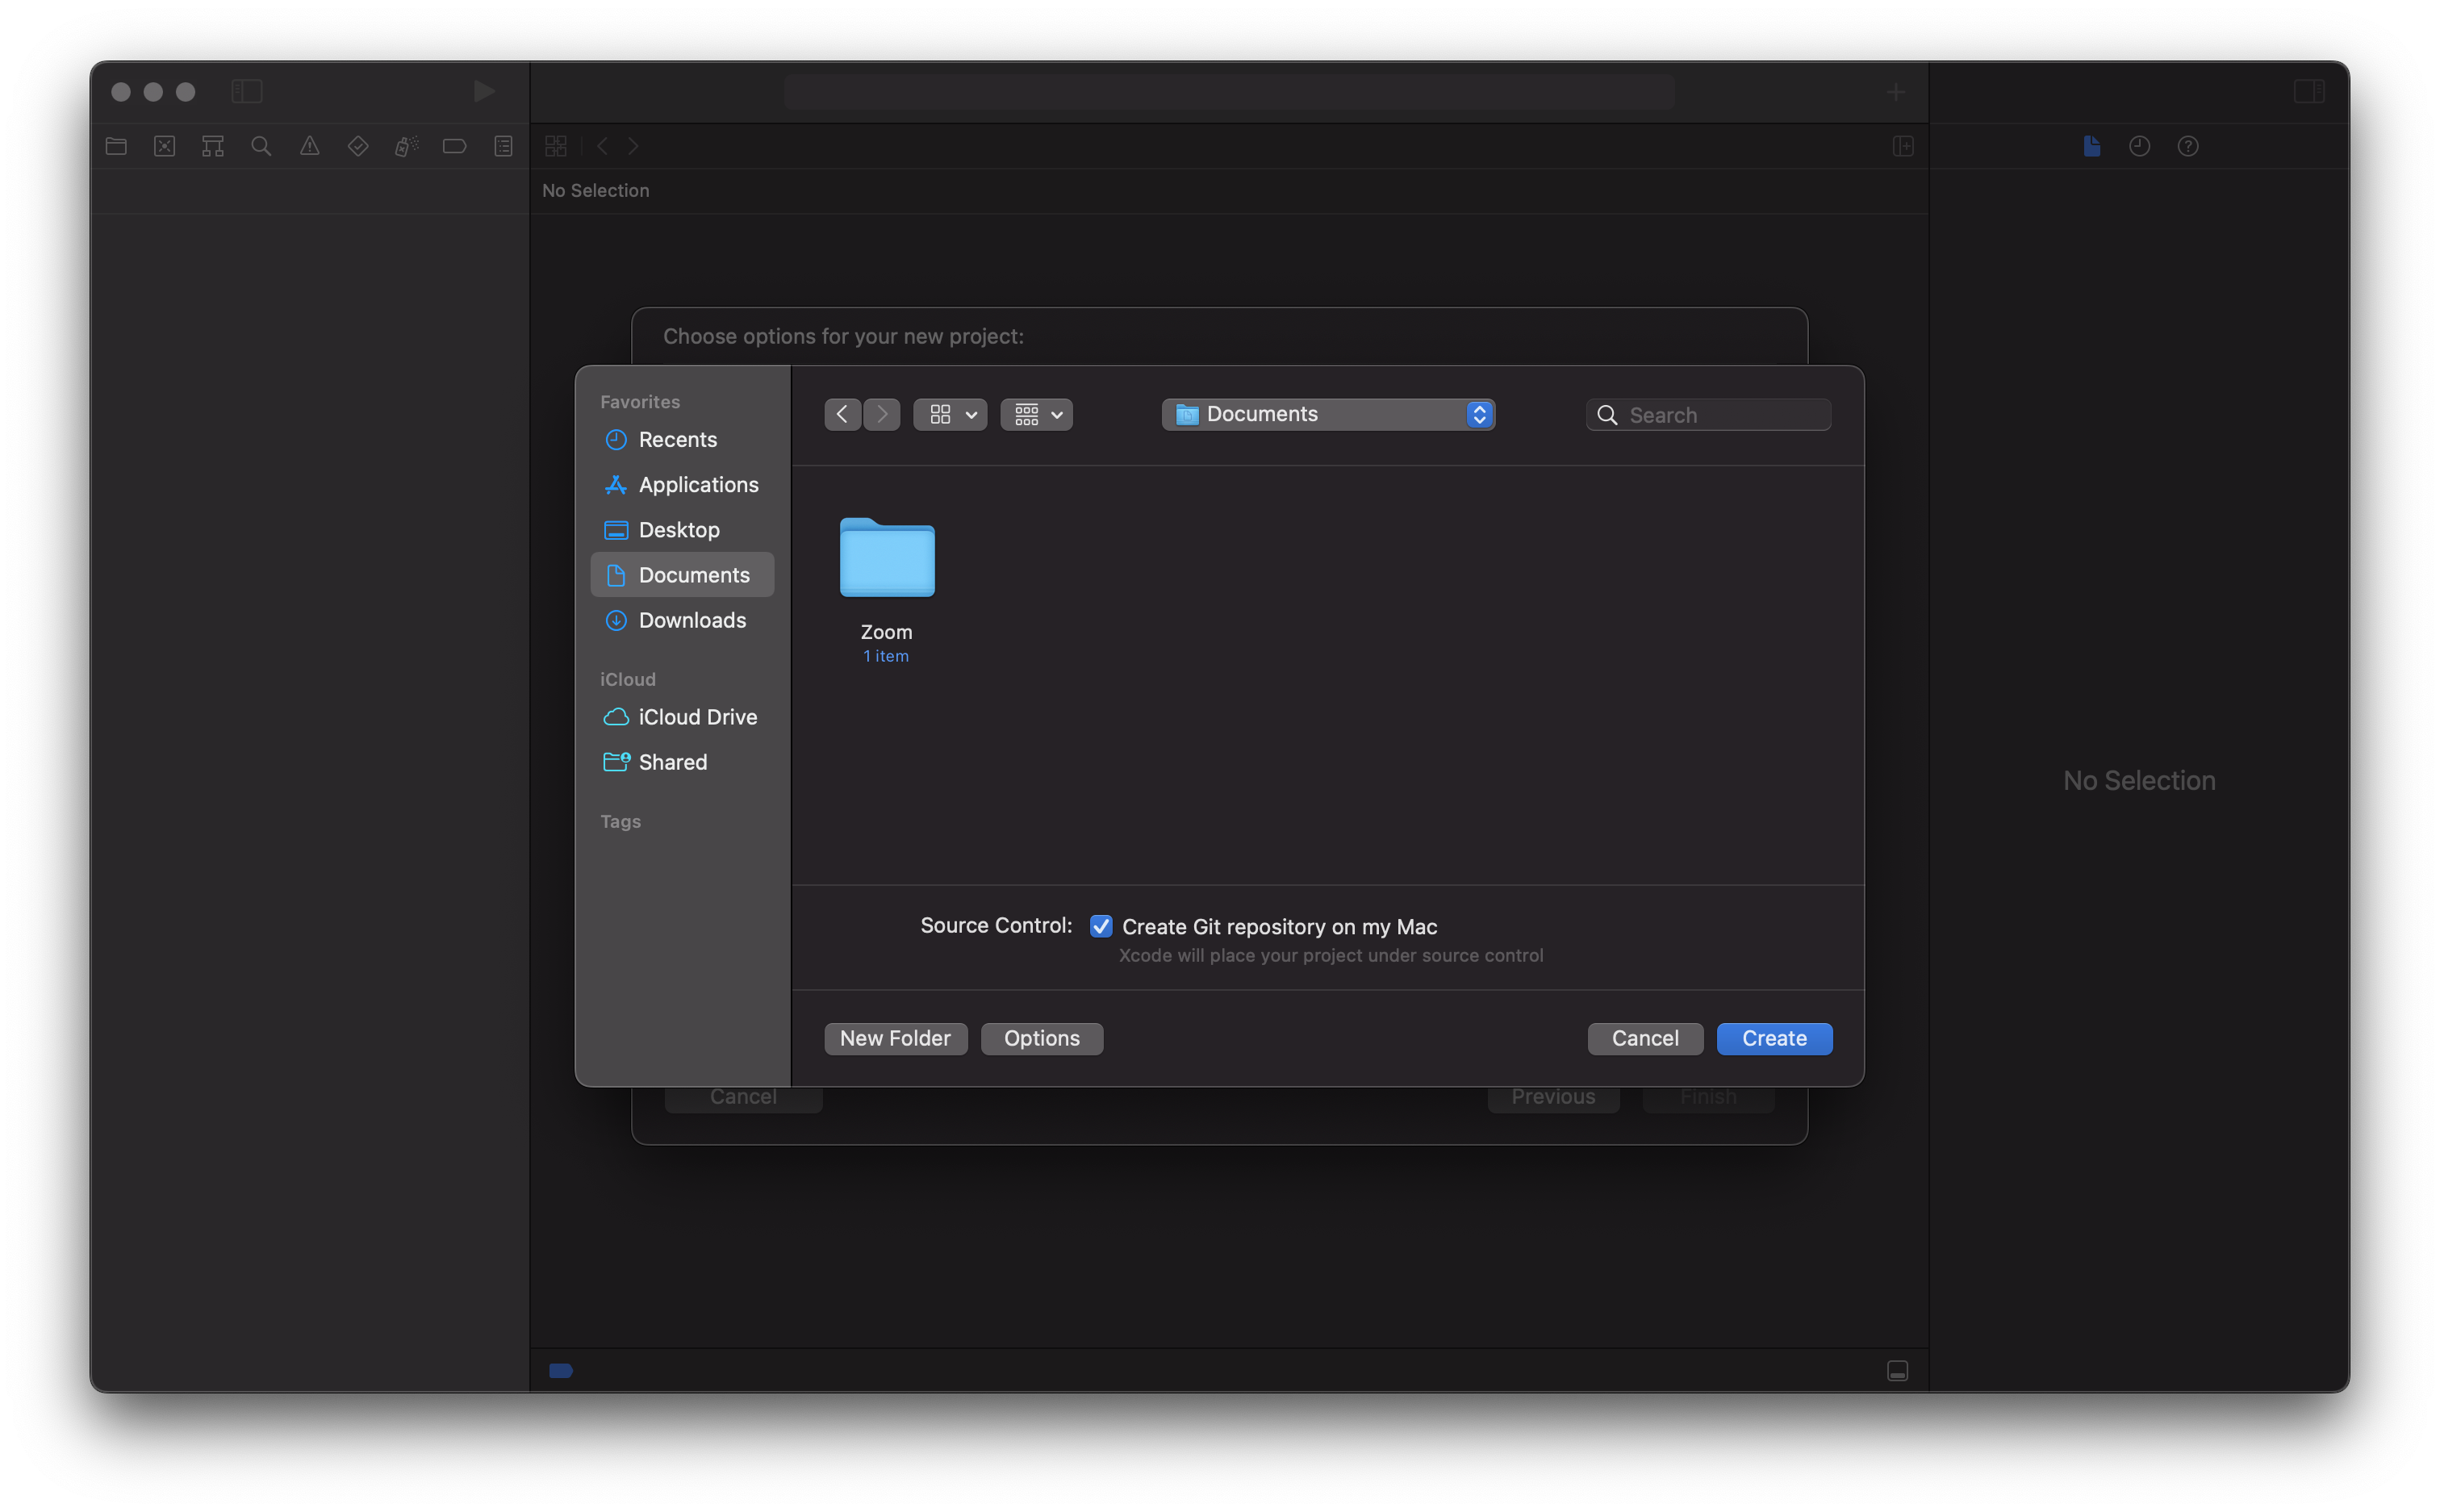 No Selection
Choose options for your new project:
Favorites
Recents
Applications
Desktop
Documents
Downloads
iCloud
iCloud Drive
Shared
Tags
Documents
Search
Zoom
1 item
Source Control:
Create Git repository on my Mac
Xcode will place your project under source control
New Folder
Options
Cancel
Create
Cancel
Previous
Finish
No Selection